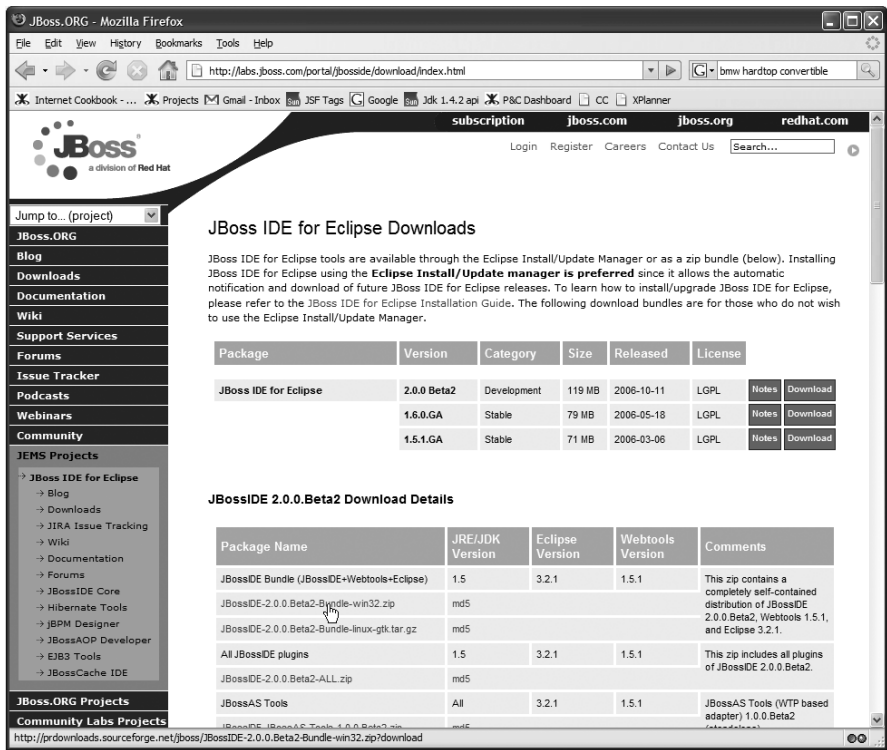 JBoss.ORG - Mozilla Firefox
File Edit View History Bookmarks Tools Help
http://labs.jboss.com/portal/jbosside/download/index.html
G bmw hardtop convertible
Internet Cookbook - ... Projects Gmail - Inbox JSF Tags Google Jdk 1.4.2 api P&C Dashboard CC XPlanner
subscription jboss.com jboss.org redhat.com
JBoss
a division of Red Hat
Login Register Careers Contact Us Search...
Jump to... (project)
JBoss.ORG
Blog
Downloads
Documentation
Wiki
Support Services
Forums
Issue Tracker
Podcasts
Webinars
Community
JEMS Projects
JBoss IDE for Eclipse
Blog
Downloads
JIRA Issue Tracking
Wiki
Documentation
Forums
JBossIDE Core
Hibernate Tools
jBPM Designer
JBossAOP Developer
EJB3 Tools
JBossCache IDE
JBoss.ORG Projects
Community Labs Projects
JBoss IDE for Eclipse Downloads
JBoss IDE for Eclipse tools are available through the Eclipse Install/Update Manager or as a zip bundle (below). Installing
JBoss IDE for Eclipse using the Eclipse Install/Update manager is preferred since it allows the automatic
notification and download of future JBoss IDE for Eclipse releases. To learn how to install/upgrade JBoss IDE for Eclipse,
please refer to the JBoss IDE for Eclipse Installation Guide. The following download bundles are for those who do not wish
to use the Eclipse Install/Update Manager.
Package Version Category Size Released License
JBoss IDE for Eclipse 2.0.0 Beta2 Development 119 MB 2006-10-11 LGPL Notes Download
1.6.0.GA Stable 79 MB 2006-05-18 LGPL Notes Download
1.5.1.GA Stable 71 MB 2006-03-06 LGPL Notes Download
JBossIDE 2.0.0.Beta2 Download Details
Package Name JRE/JDK Version Eclipse Version Webtools Version Comments
JBossIDE Bundle (JBossIDE+Webtools+Eclipse) 1.5 3.2.1 1.5.1 This zip contains a
completely self-contained
distribution of JBossIDE
2.0.0.Beta2, Webtools 1.5.1,
and Eclipse 3.2.1.
JBossIDE-2.0.0.Beta2-Bundle-win32.zip md5
JBossIDE-2.0.0.Beta2-Bundle-linux-gtk.tar.gz md5
All JBossIDE plugins 1.5 3.2.1 1.5.1 This zip includes all plugins
of JBossIDE 2.0.0.Beta2.
JBossIDE-2.0.0.Beta2-ALL.zip md5
JBossAS Tools All 3.2.1 1.5.1 JBossAS Tools (WTP based
adapter) 1.0.0.Beta2
http://prdownloads.sourceforge.net/jboss/JBossIDE-2.0.0.Beta2-Bundle-win32.zip?download